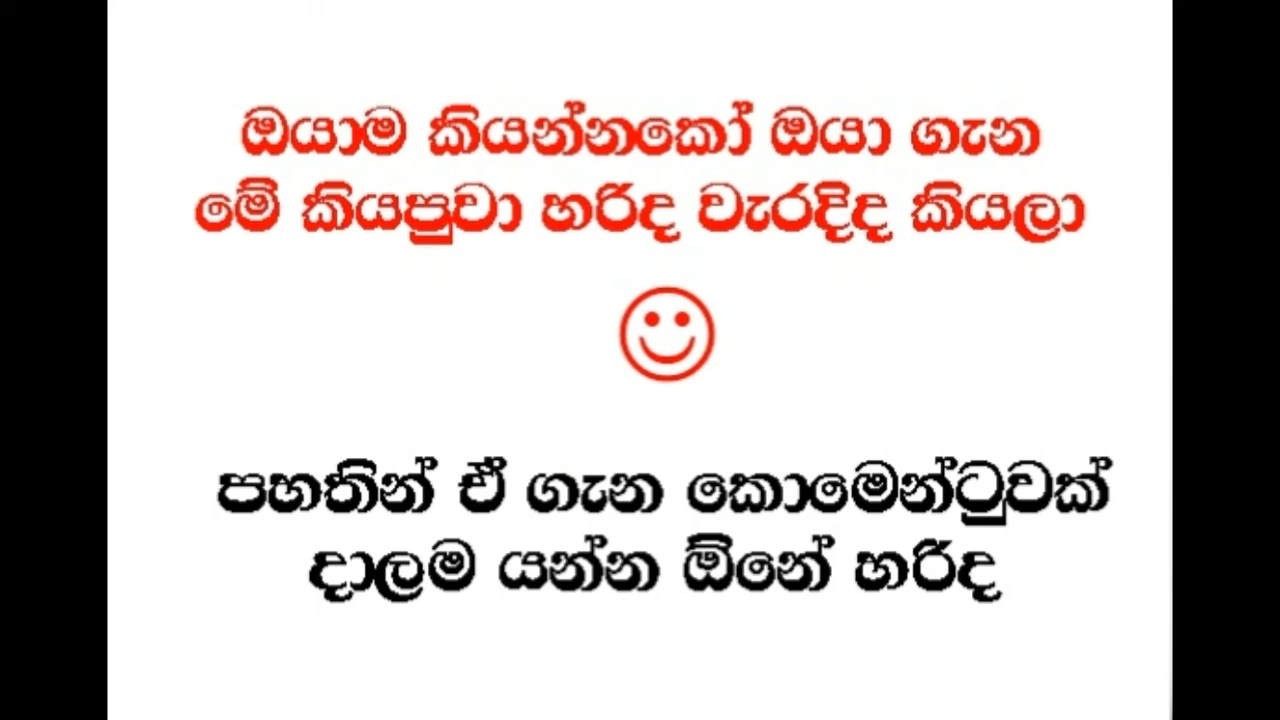 ඔයාම කියන්නකෝ ඔයා ගැන
මේ කියපුවා හරිද වැරදිද කියලා
පහතින් ඒ ගැන කොමෙන්ටුවක්
දාලම යන්න ඕනේ හරිද